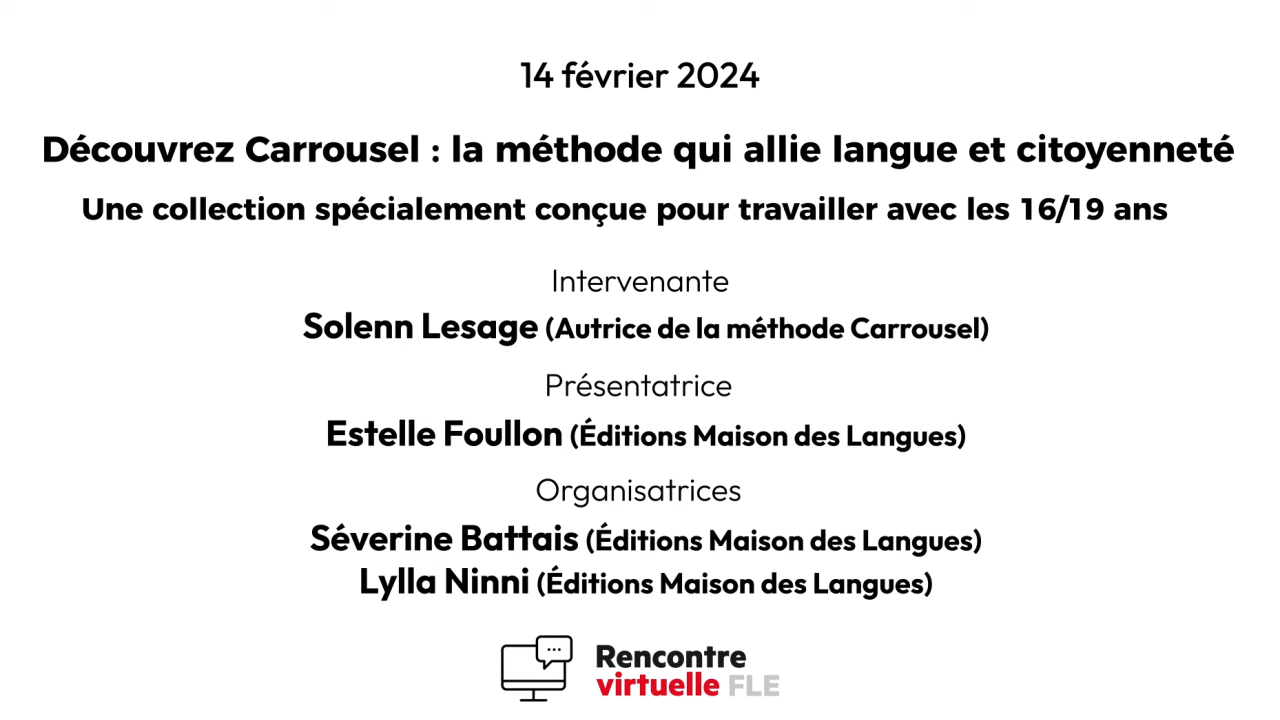 14 février 2024
Découvrez Carrousel : la méthode qui allie langue et citoyenneté
Une collection spécialement conçue pour travailler avec les 16/19 ans
Intervenante
Solenn Lesage (Autrice de la méthode Carrousel)
Présentatrice
Estelle Foullon (Éditions Maison des Langues)
Organisatrices
Séverine Battais (Éditions Maison des Langues)
Lylla Ninni (Éditions Maison des Langues)
Rencontre
virtuelle FLE